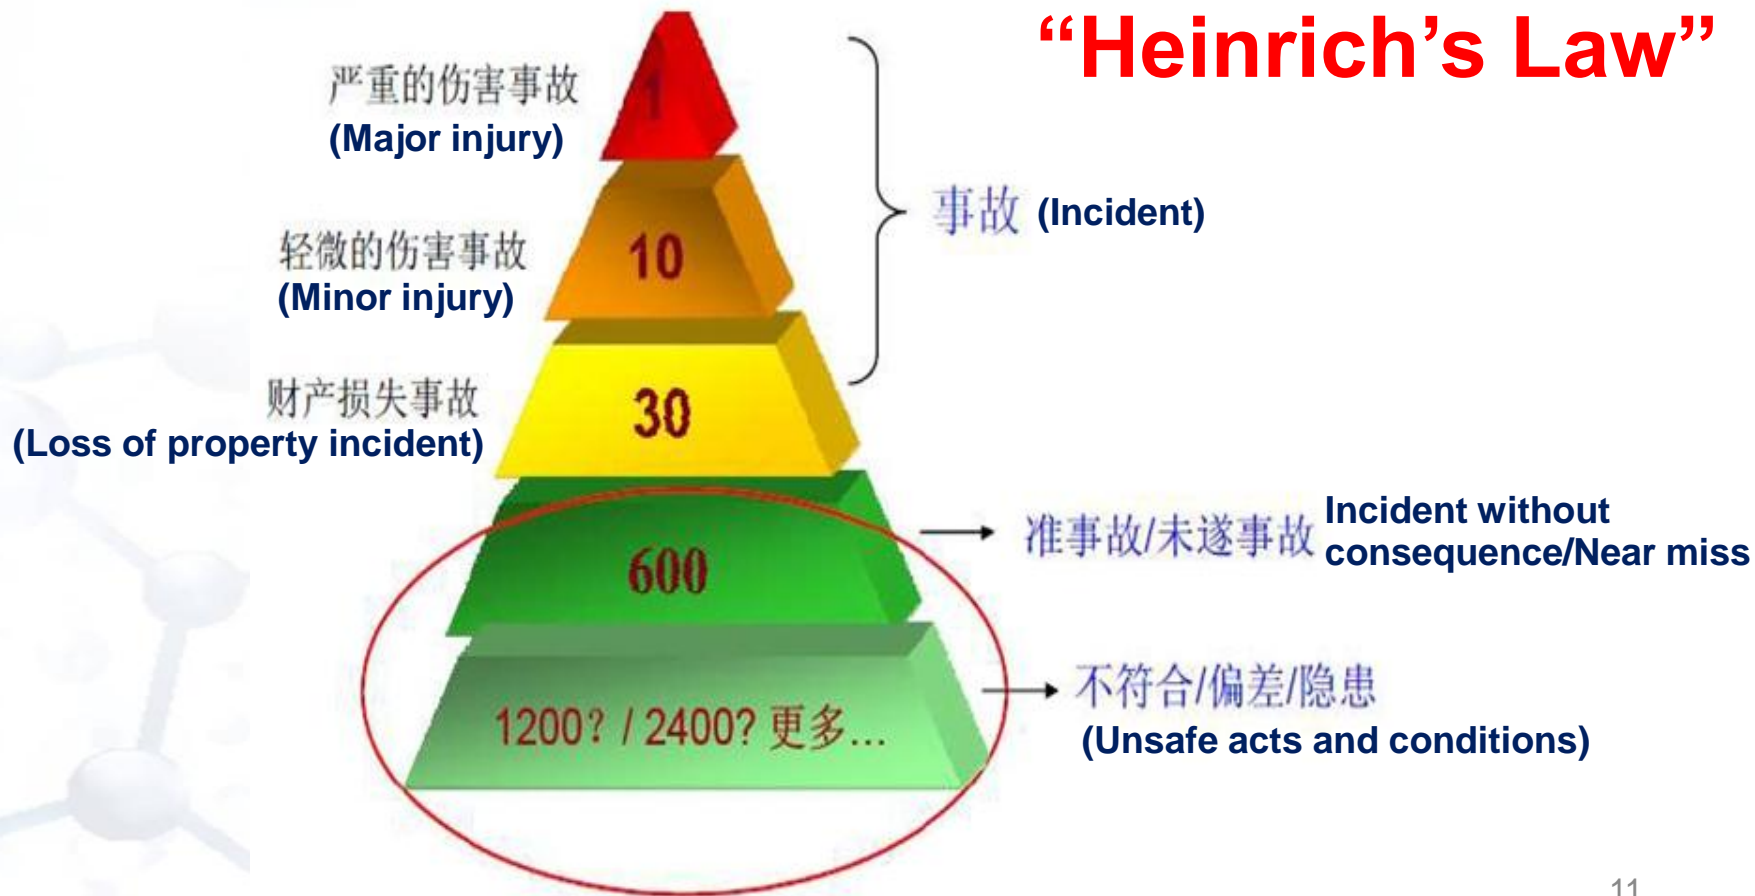 “Heinrich’s Law”
严重的伤害事故
(Major injury)
1
事故 (Incident)
轻微的伤害事故
(Minor injury)
10
财产损失事故
(Loss of property incident)
30
准事故/未遂事故
Incident without
consequence/Near miss
600
不符合/偏差/隐患
(Unsafe acts and conditions)
1200? / 2400? 更多...
11